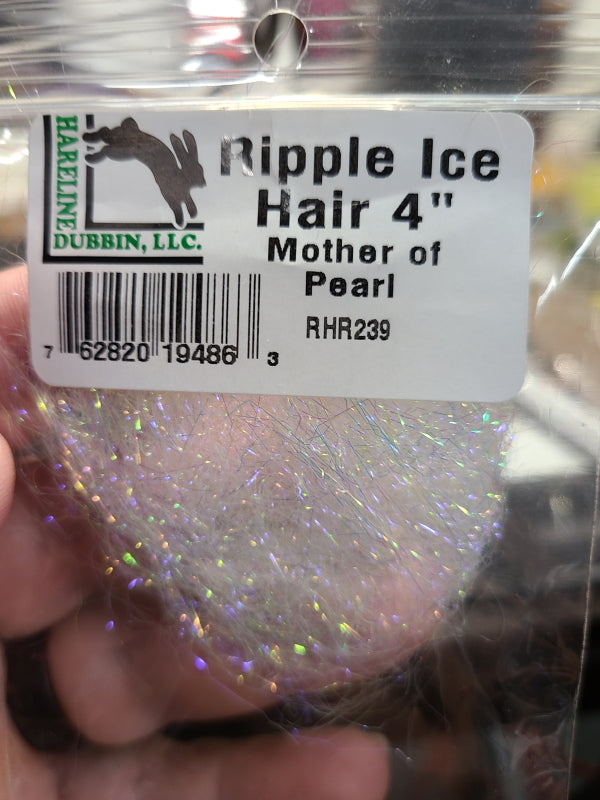 HARELINE
DUBBIN, LLC.
Ripple Ice
Hair 4"
Mother of
Pearl
RHR239
7 62820 19486 3